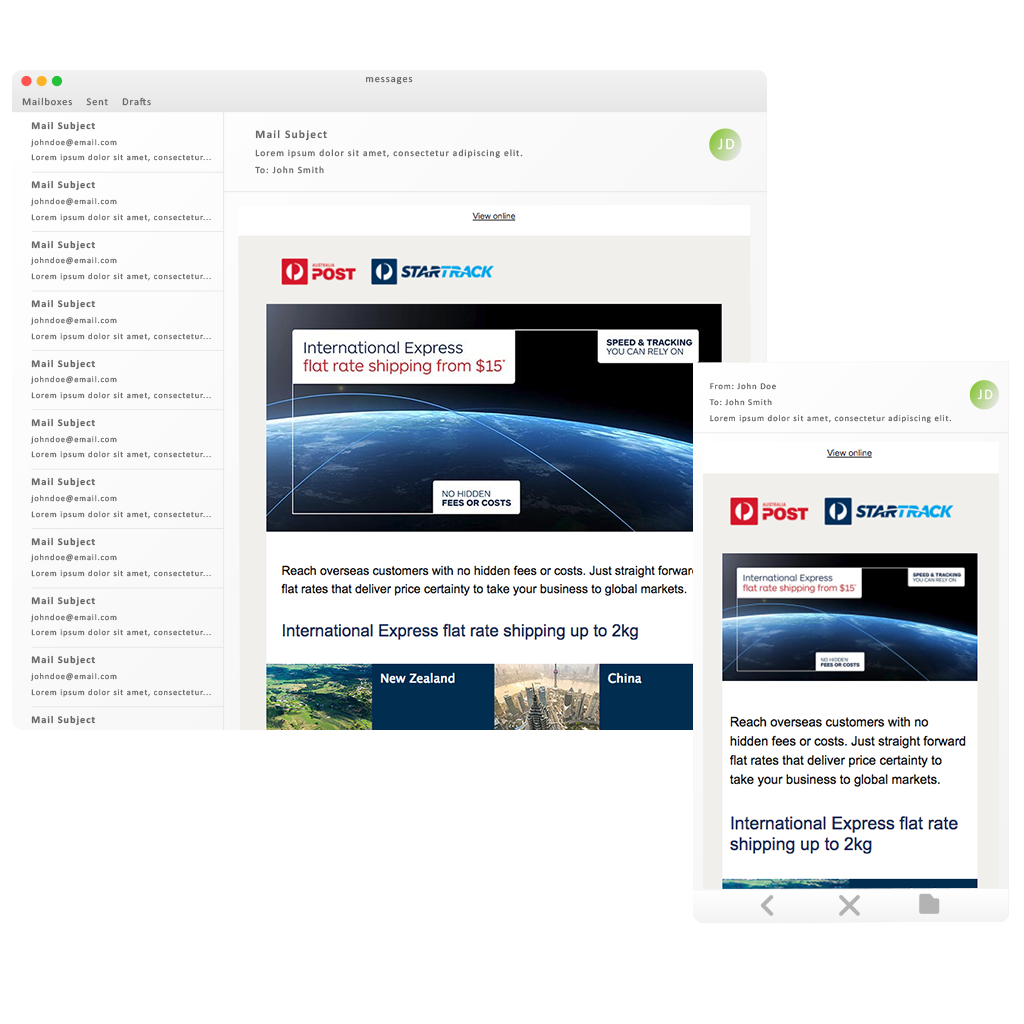 messages
Mailboxes Sent Drafts
Mail Subject
johndoe@email.com
Lorem ipsum dolor sit amet, consectetur...
Mail Subject
johndoe@email.com
Lorem ipsum dolor sit amet, consectetur...
Mail Subject
johndoe@email.com
Lorem ipsum dolor sit amet, consectetur...
Mail Subject
johndoe@email.com
Lorem ipsum dolor sit amet, consectetur...
Mail Subject
johndoe@email.com
Lorem ipsum dolor sit amet, consectetur...
Mail Subject
johndoe@email.com
Lorem ipsum dolor sit amet, consectetur...
Mail Subject
johndoe@email.com
Lorem ipsum dolor sit amet, consectetur...
Mail Subject
johndoe@email.com
Lorem ipsum dolor sit amet, consectetur...
Mail Subject
johndoe@email.com
Lorem ipsum dolor sit amet, consectetur...
Mail Subject
johndoe@email.com
Lorem ipsum dolor sit amet, consectetur...
Mail Subject
Mail Subject
Lorem ipsum dolor sit amet, consectetur adipiscing elit.
To: John Smith
JD
View online
AUSTRALIA
POST
STARTRACK
International Express
flat rate shipping from $15*
SPEED & TRACKING
YOU CAN RELY ON
NO HIDDEN
FEES OR COSTS
Reach overseas customers with no hidden fees or costs. Just straight forwar
flat rates that deliver price certainty to take your business to global markets.
International Express flat rate shipping up to 2kg
New Zealand
China
From: John Doe
To: John Smith
Lorem ipsum dolor sit amet, consectetur adipiscing elit.
JD
View online
AUSTRALIA
POST
STARTRACK
International Express
flat rate shipping from $15*
SPEED & TRACKING
YOU CAN RELY ON
NO HIDDEN
FEES OR COSTS
Reach overseas customers with no
hidden fees or costs. Just straight forward
flat rates that deliver price certainty to
take your business to global markets.
International Express flat rate
shipping up to 2kg